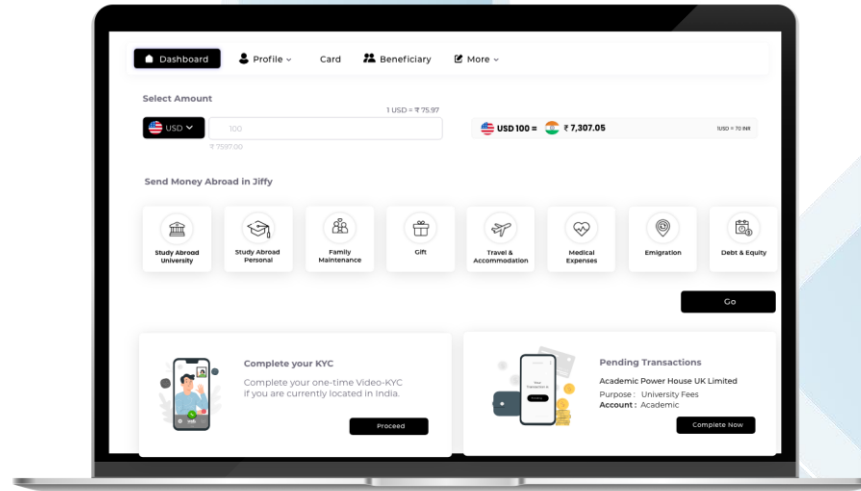 Dashboard
Profile
Card
Beneficiary
More
Select Amount
1 USD = ₹ 75.97
USD
100
₹ 7597.00
USD 100 = ₹ 7,307.05
1USD = 70 INR
Send Money Abroad in Jiffy
Study Abroad
University
Study Abroad
Personal
Family
Maintenance
Gift
Travel &
Accommodation
Medical
Expenses
Emigration
Debt & Equity
Go
Complete your KYC
Complete your one-time Video-KYC
if you are currently located in India.
Proceed
Pending Transactions
Academic Power House UK Limited
Purpose : University Fees
Account : Academic
Complete Now